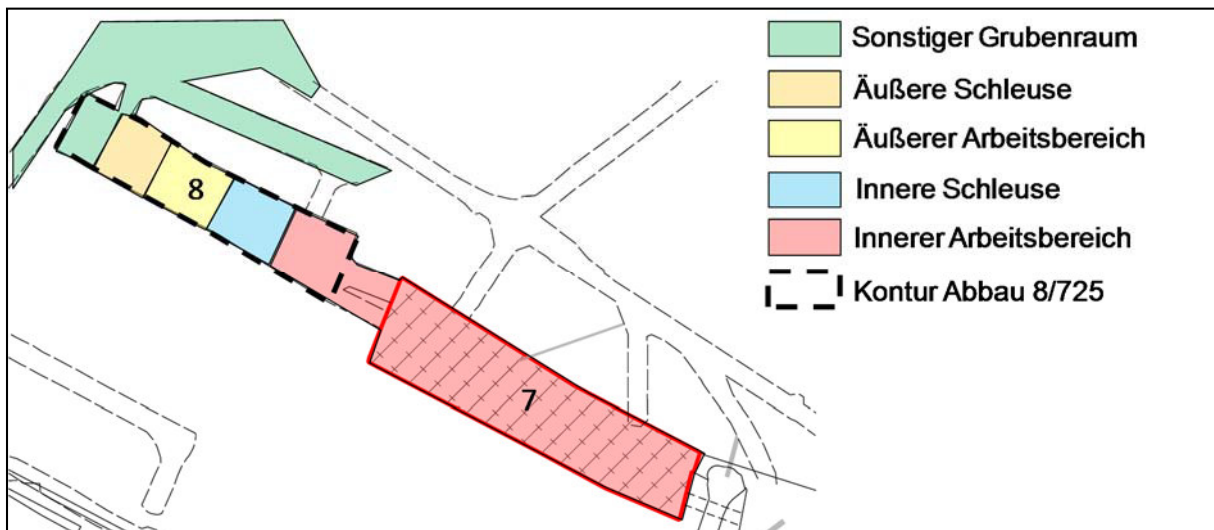 Sonstiger Grubenraum
Äußere Schleuse
Äußerer Arbeitsbereich
Innere Schleuse
Innerer Arbeitsbereich
Kontur Abbau 8/725
8
7